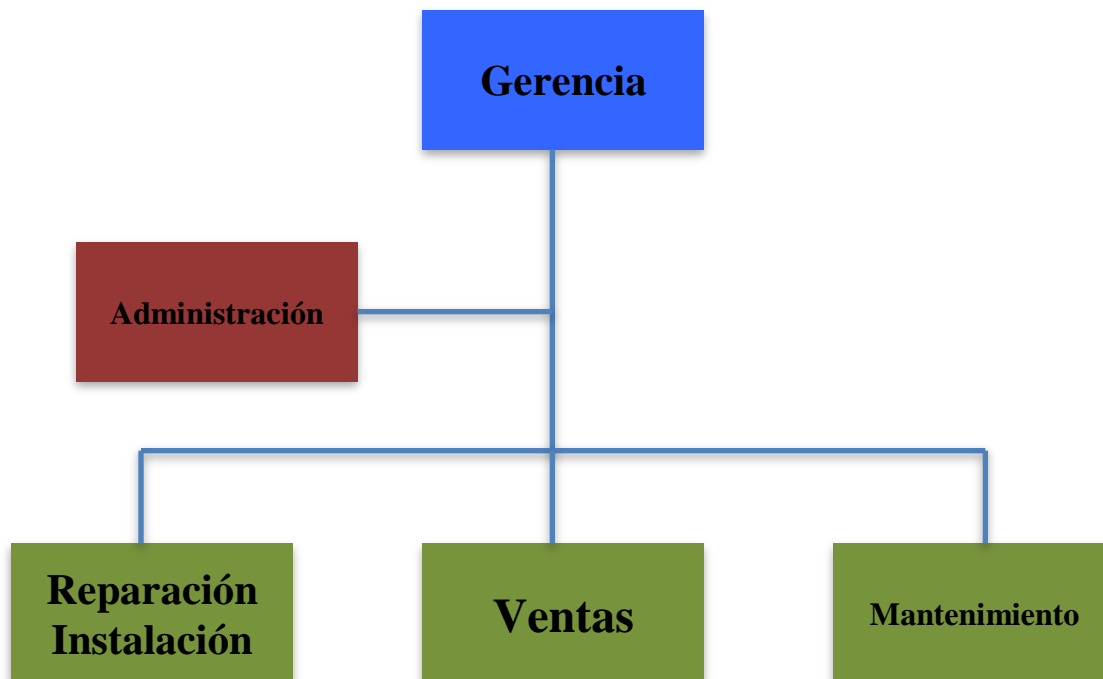 Gerencia
Administración
Reparación
Instalación
Ventas
Mantenimiento